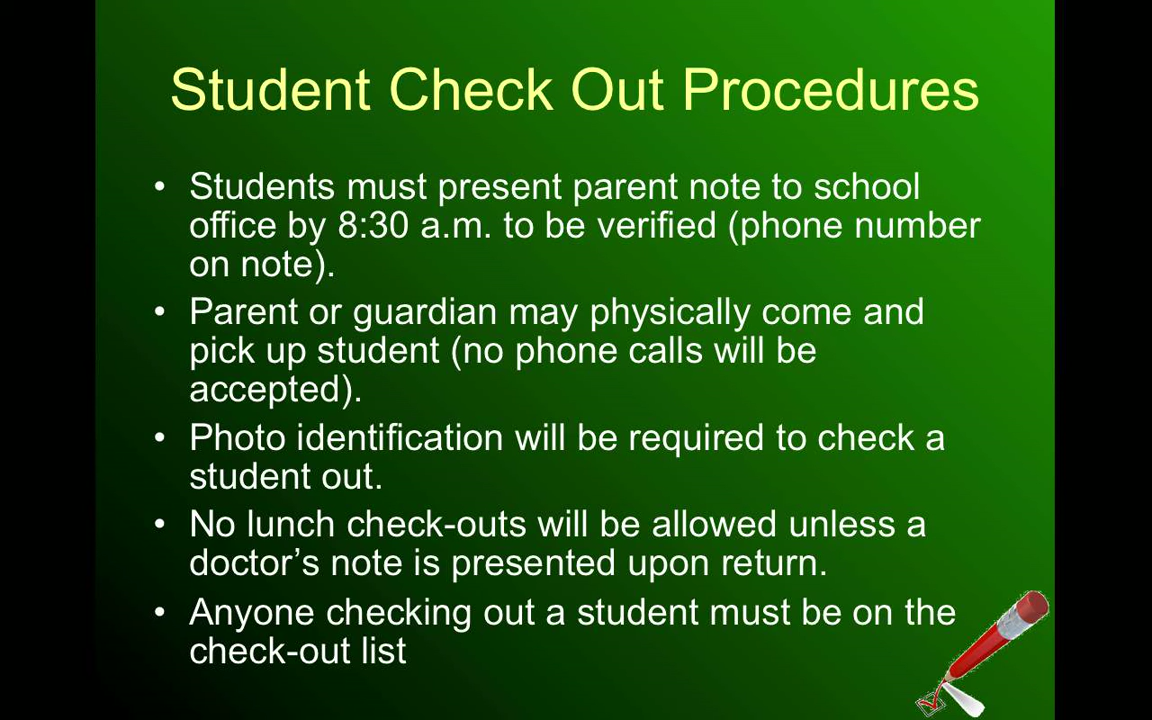 Student Check Out Procedures
• Students must present parent note to school
office by 8:30 a.m. to be verified (phone number
on note).
• Parent or guardian may physically come and
pick up student (no phone calls will be
accepted).
• Photo identification will be required to check a
student out.
• No lunch check-outs will be allowed unless a
doctor’s note is presented upon return.
• Anyone checking out a student must be on the
check-out list